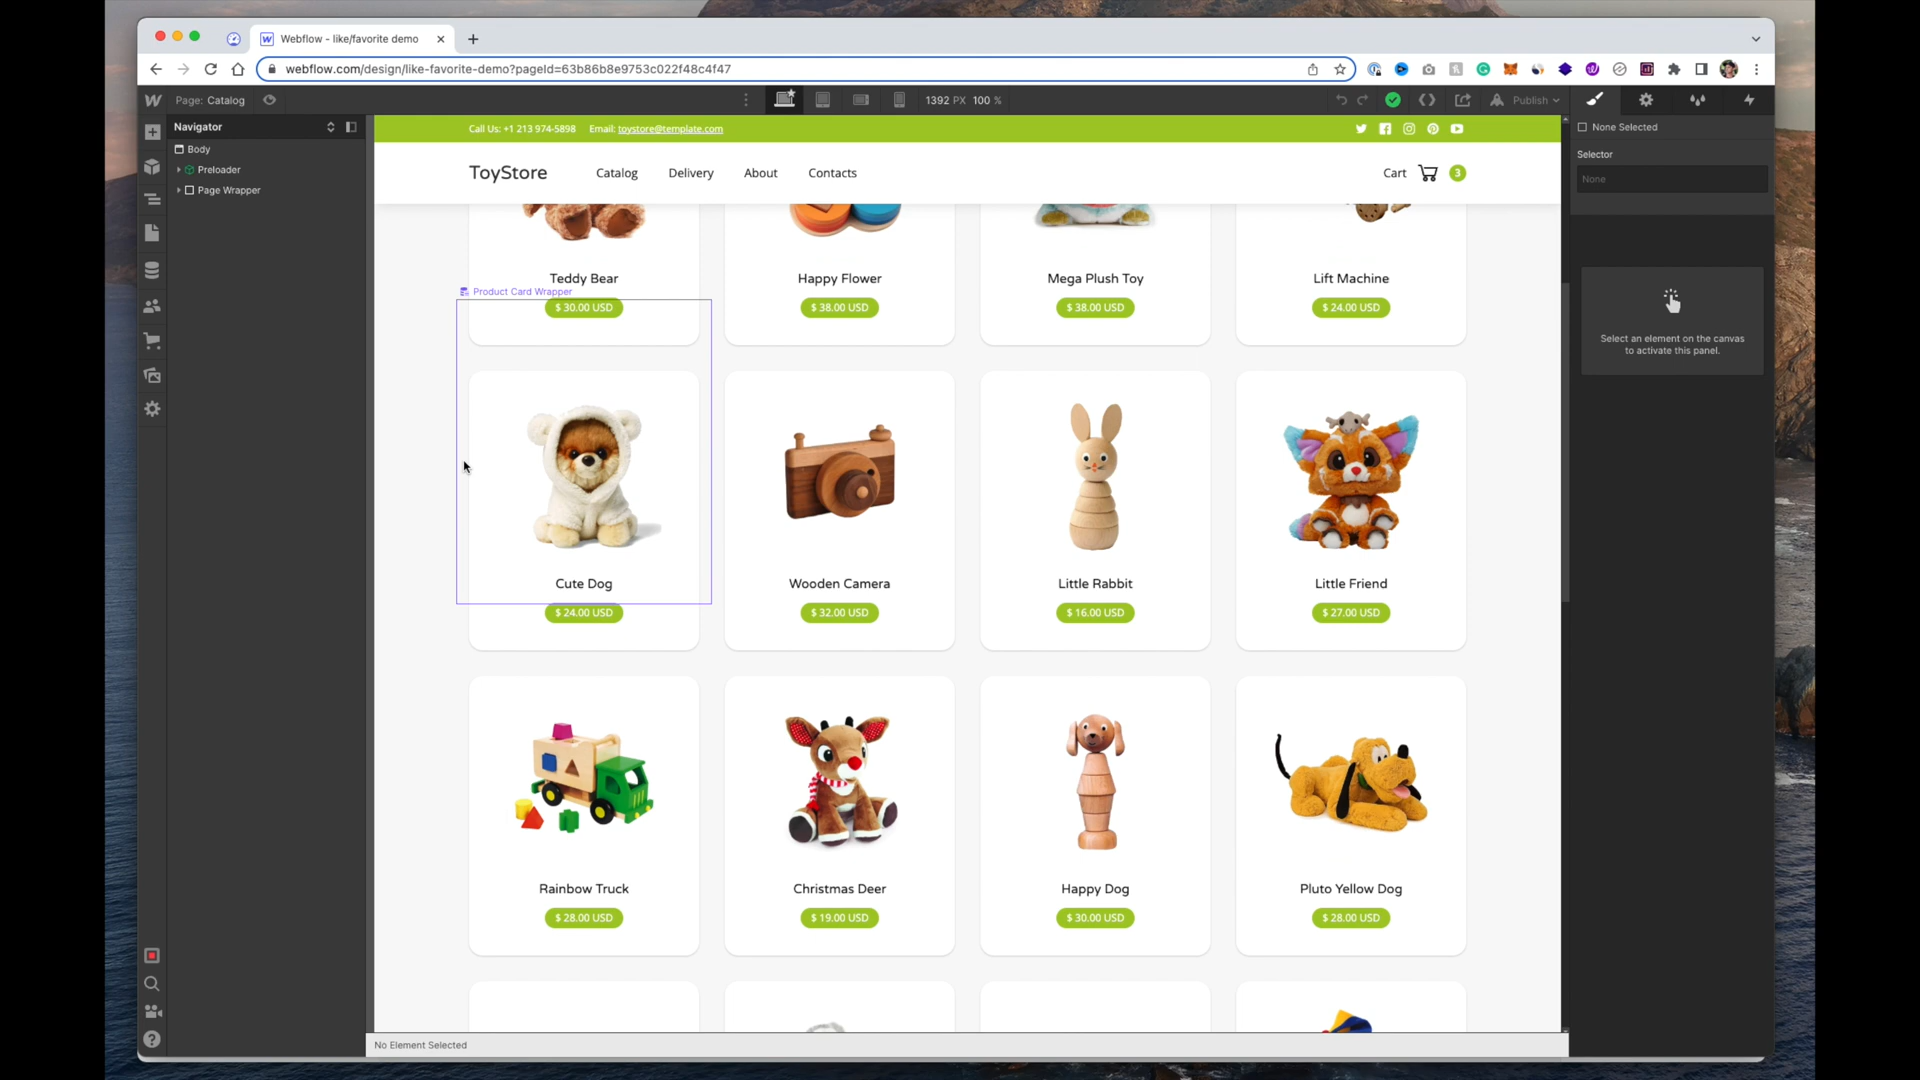 Webflow - like/favorite demo
webflow.com/design/like-favorite-demo?pageId=63b86b8e9753c022f48c4f47
Page: Catalog
1392 PX 100 %
Publish
Navigator
Body
Preloader
Page Wrapper
Call Us: +1 213 974-5898 Email: toystore@template.com
ToyStore Catalog Delivery About Contacts Cart 3
Teddy Bear Happy Flower Mega Plush Toy Lift Machine
Product Card Wrapper
$ 30.00 USD $ 38.00 USD $ 38.00 USD $ 24.00 USD
Cute Dog Wooden Camera Little Rabbit Little Friend
$ 24.00 USD $ 32.00 USD $ 16.00 USD $ 27.00 USD
Rainbow Truck Christmas Deer Happy Dog Pluto Yellow Dog
$ 28.00 USD $ 19.00 USD $ 30.00 USD $ 28.00 USD
No Element Selected
None Selected
Selector
None
Select an element on the canvas
to activate this panel.